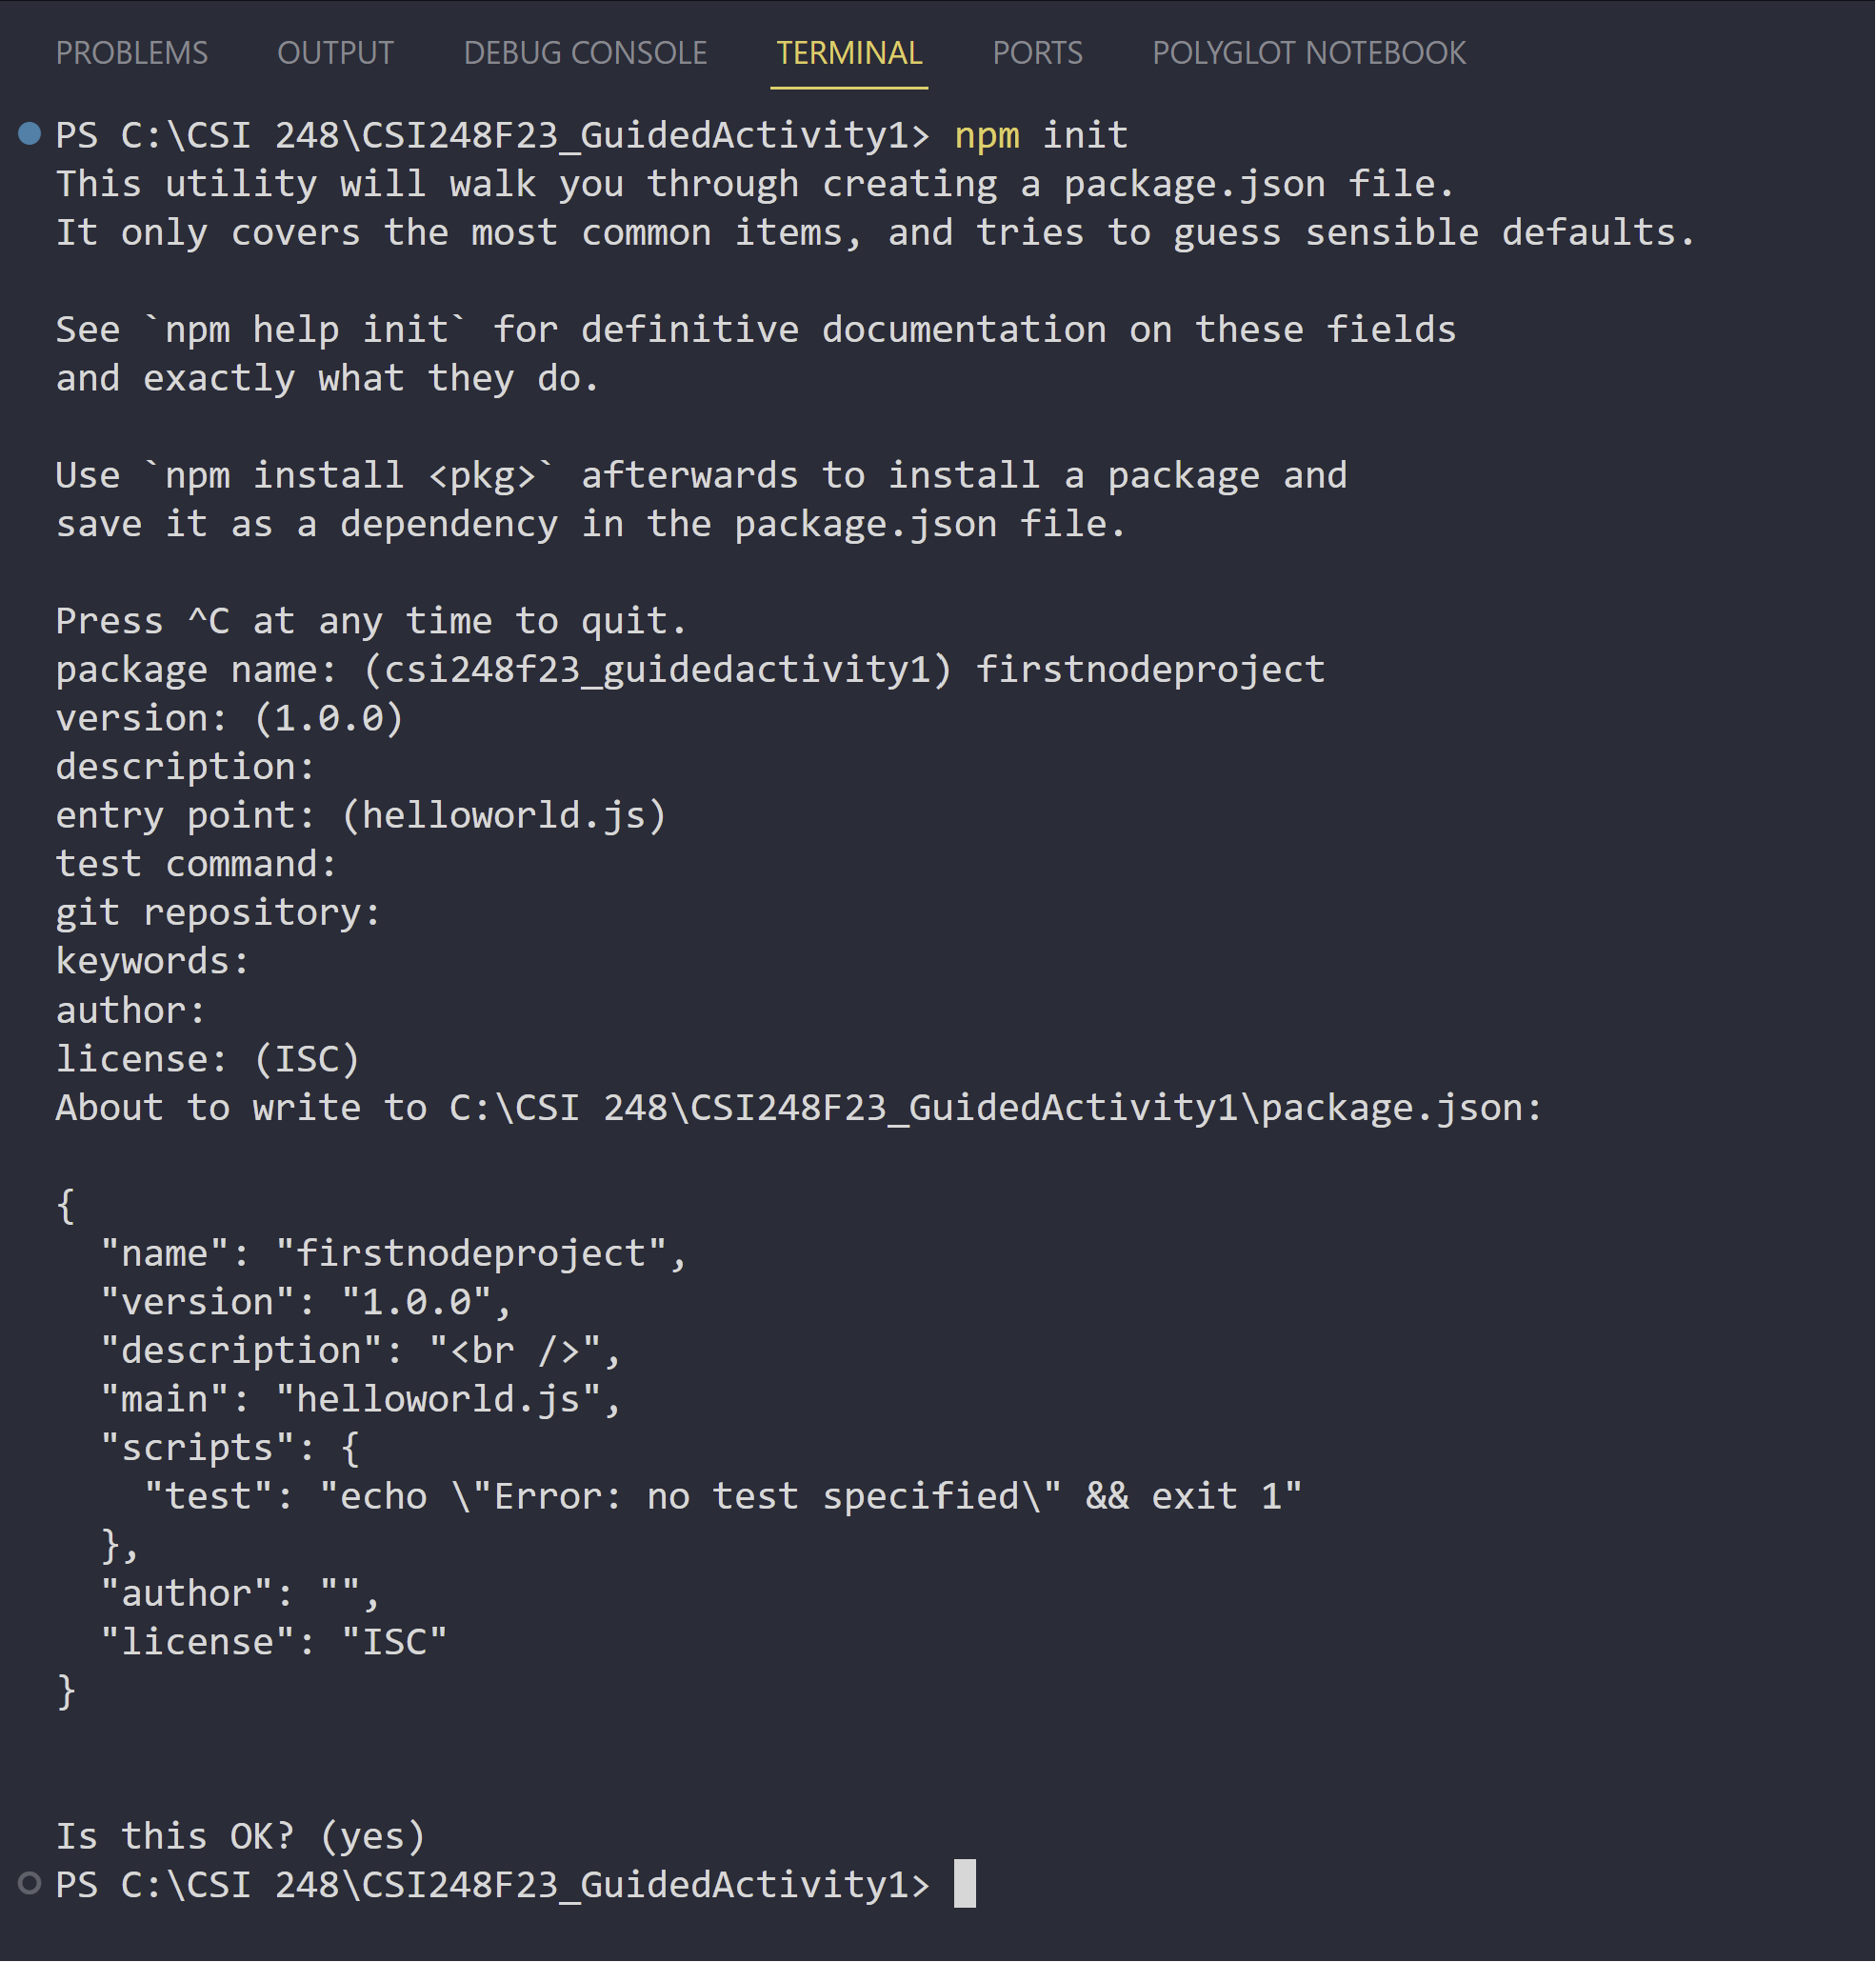 PROBLEMS OUTPUT DEBUG CONSOLE TERMINAL PORTS POLYGLOT NOTEBOOK
PS C:\CSI 248\CSI248F23_GuidedActivity1> npm init
This utility will walk you through creating a package.json file.
It only covers the most common items, and tries to guess sensible defaults.

See `npm help init` for definitive documentation on these fields
and exactly what they do.

Use `npm install <pkg>` afterwards to install a package and
save it as a dependency in the package.json file.

Press ^C at any time to quit.
package name: (csi248f23_guidedactivity1) firstnodeproject
version: (1.0.0)
description:
entry point: (helloworld.js)
test command:
git repository:
keywords:
author:
license: (ISC)
About to write to C:\CSI 248\CSI248F23_GuidedActivity1\package.json:

{
  "name": "firstnodeproject",
  "version": "1.0.0",
  "description": "<br />",
  "main": "helloworld.js",
  "scripts": {
    "test": "echo \"Error: no test specified\" && exit 1"
  },
  "author": "",
  "license": "ISC"
}

Is this OK? (yes)
PS C:\CSI 248\CSI248F23_GuidedActivity1>